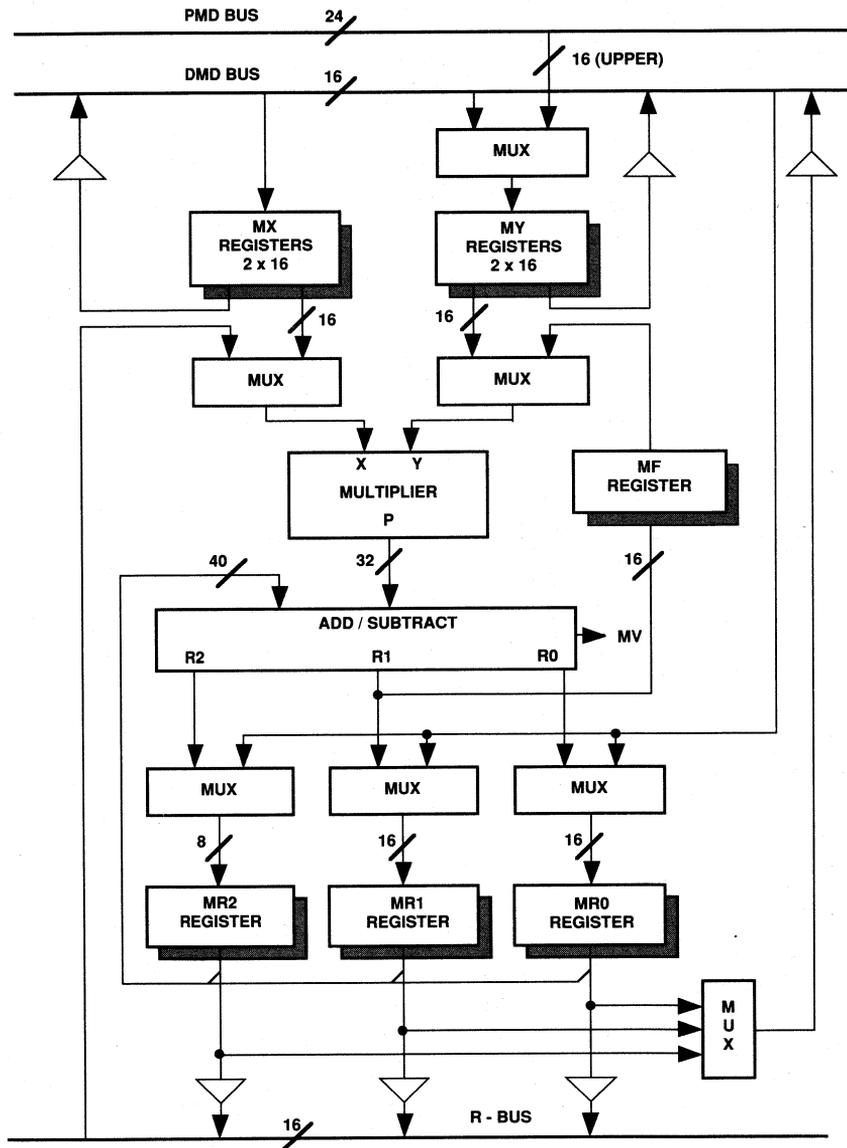 PMD BUS 24
16 (UPPER)
DMD BUS 16
MUX
MX
REGISTERS
2 x 16
MY
REGISTERS
2 x 16
16
16
MUX
MUX
X Y
MULTIPLIER
P
MF
REGISTER
40
32
16
ADD / SUBTRACT
MV
R2 R1 R0
MUX
MUX
MUX
8
16
16
MR2
REGISTER
MR1
REGISTER
MR0
REGISTER
M
U
X
R - BUS
16